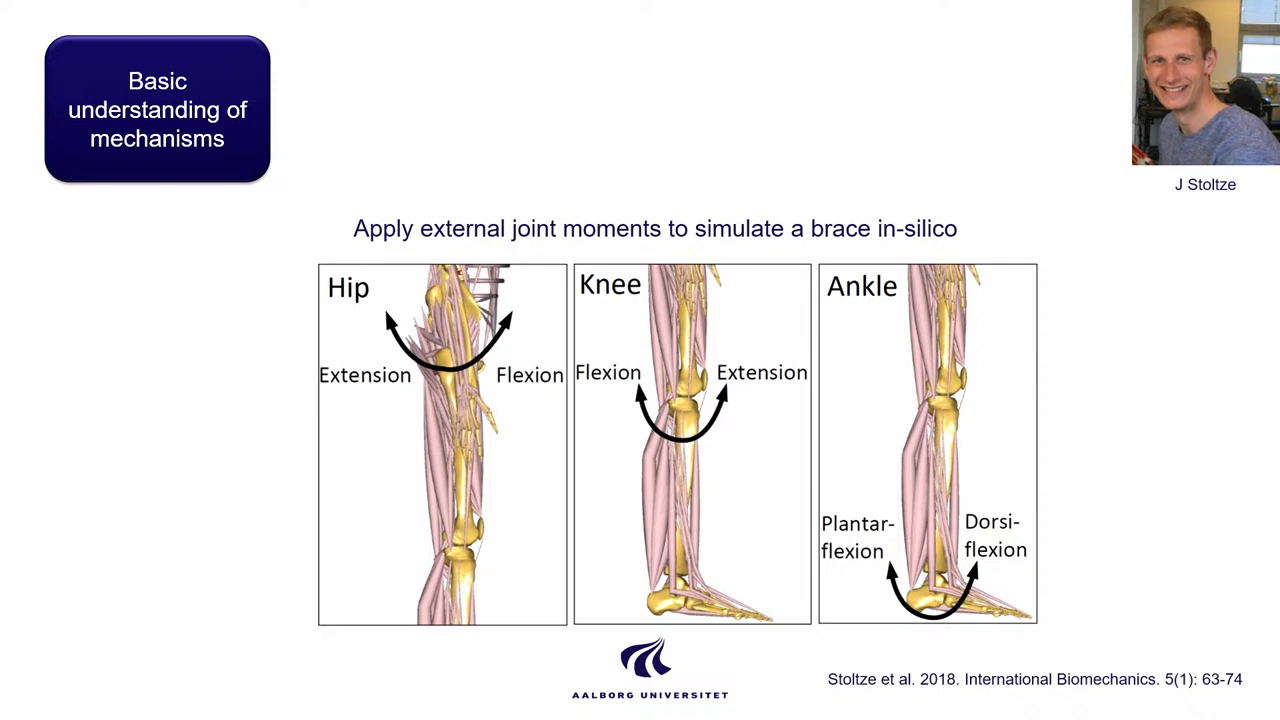 Basic
understanding of
mechanisms
J Stoltze
Apply external joint moments to simulate a brace in-silico
Hip
Extension
Flexion
Knee
Flexion
Extension
Ankle
Plantar-
flexion
Dorsi-
flexion
AALBORG UNIVERSITET
Stoltze et al. 2018. International Biomechanics. 5(1): 63-74